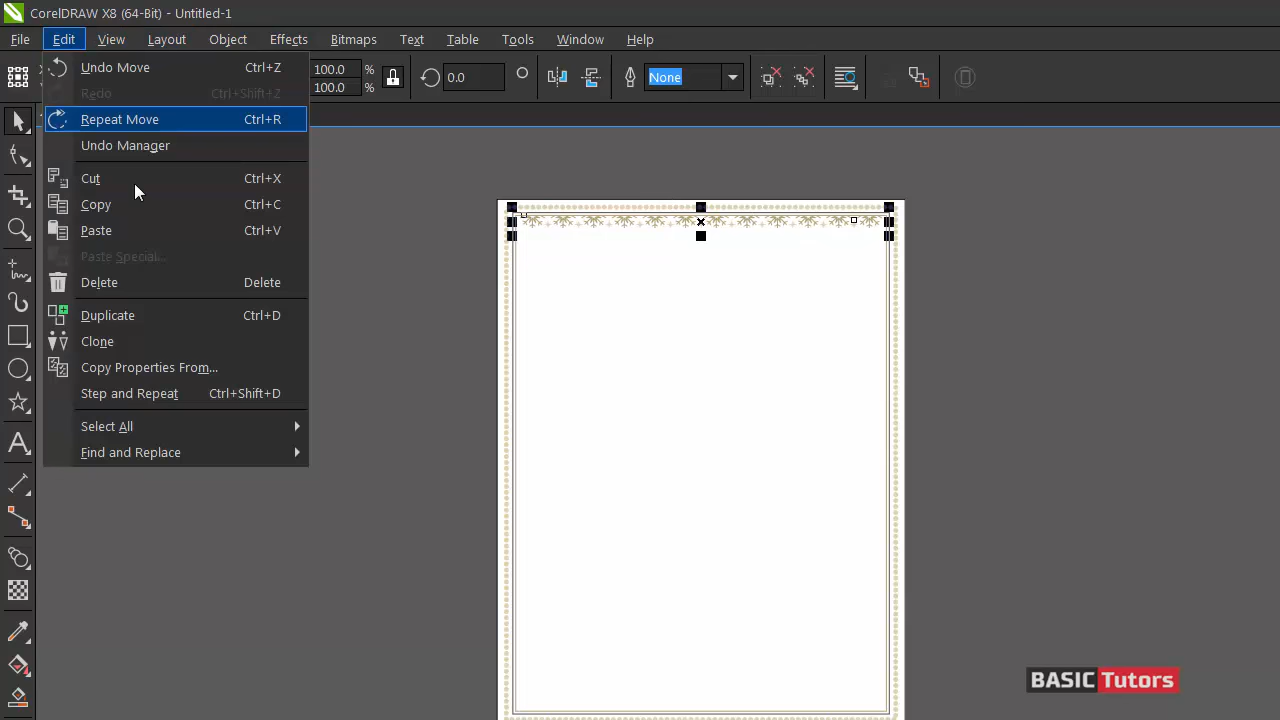 CorelDRAW X8 (64-Bit) - Untitled-1
File Edit View Layout Object Effects Bitmaps Text Table Tools Window Help
100.0 %
100.0 %
0.0
None
Undo Move Ctrl+Z
Redo Ctrl+Shift+Z
Repeat Move Ctrl+R
Undo Manager
Cut Ctrl+X
Copy Ctrl+C
Paste Ctrl+V
Paste Special...
Delete Delete
Duplicate Ctrl+D
Clone
Copy Properties From...
Step and Repeat Ctrl+Shift+D
Select All
Find and Replace
BASIC Tutors